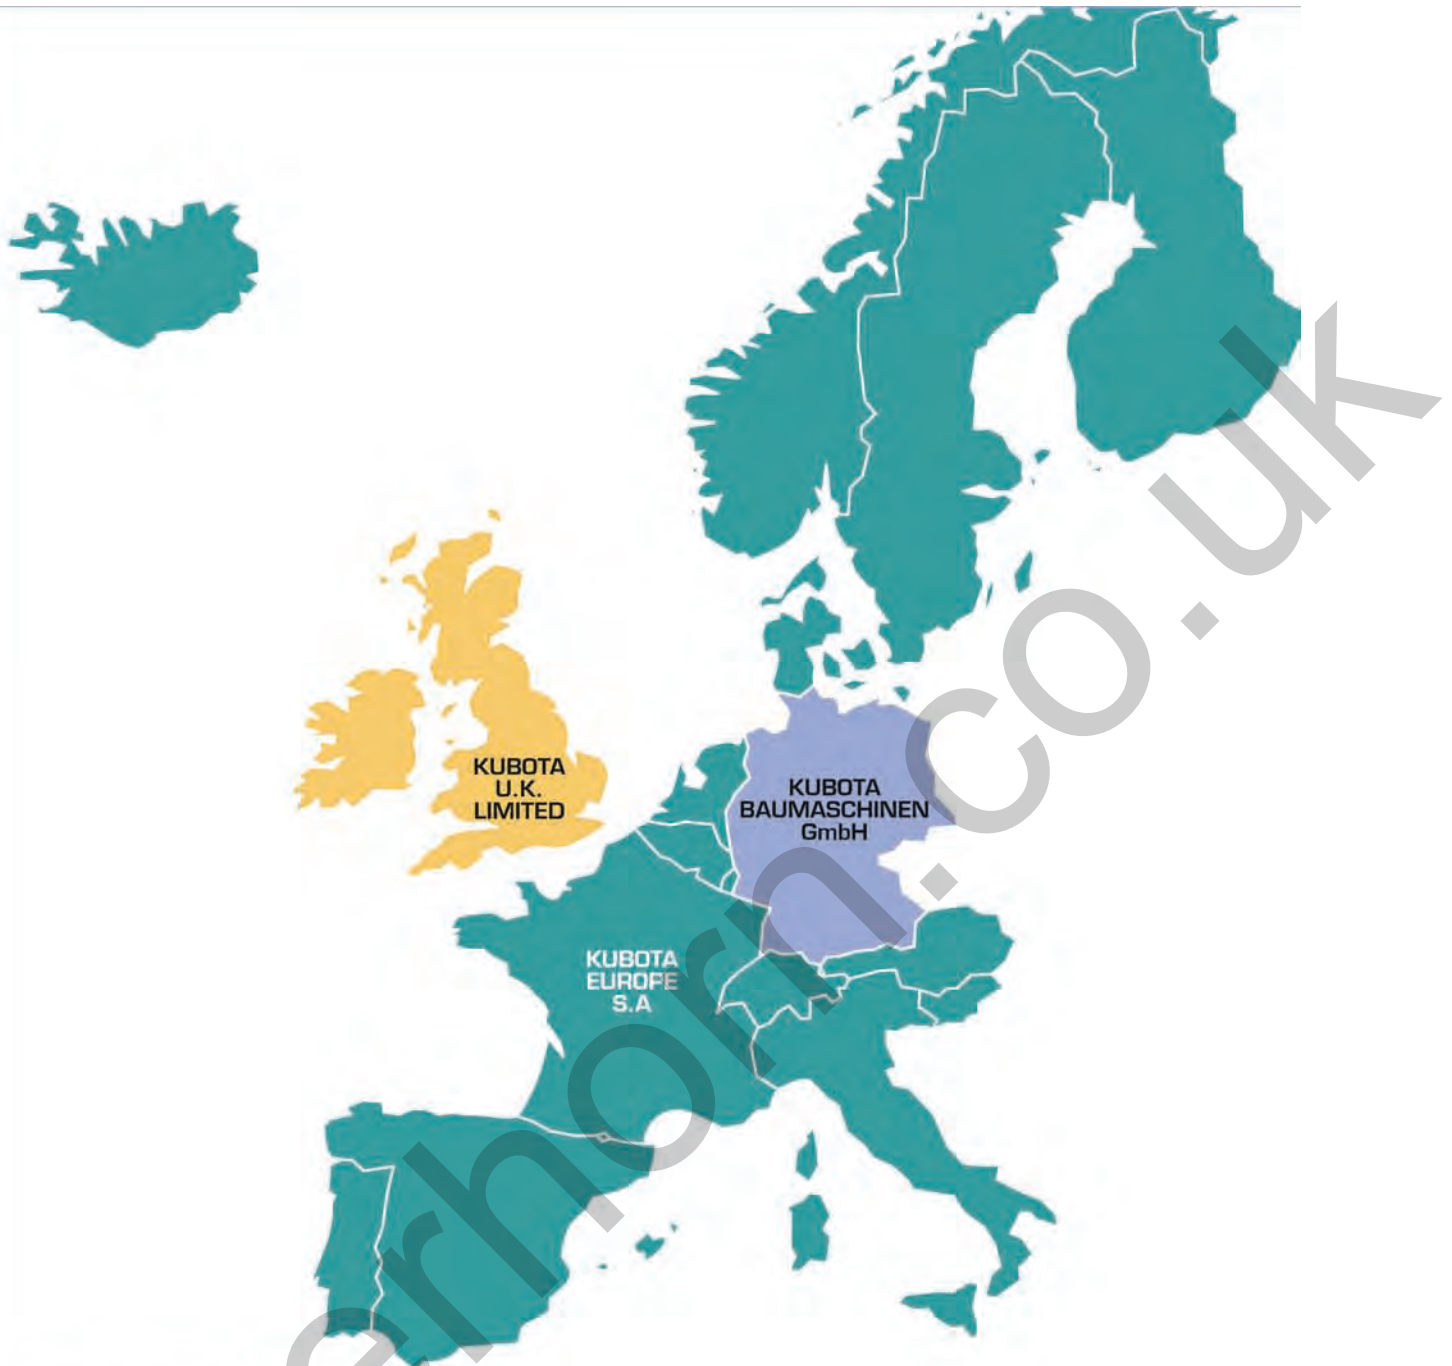 KUBOTA
U.K.
LIMITED
KUBOTA
BAUMASCHINEN
GmbH
KUBOTA
EUROPE
S.A
erhorn.co.uk